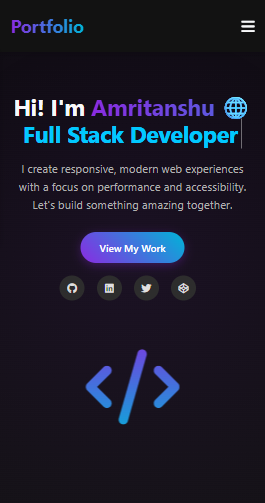 Portfolio
Hi! I'm Amritanshu 🌐
Full Stack Developer
I create responsive, modern web experiences
with a focus on performance and accessibility.
Let's build something amazing together.
View My Work